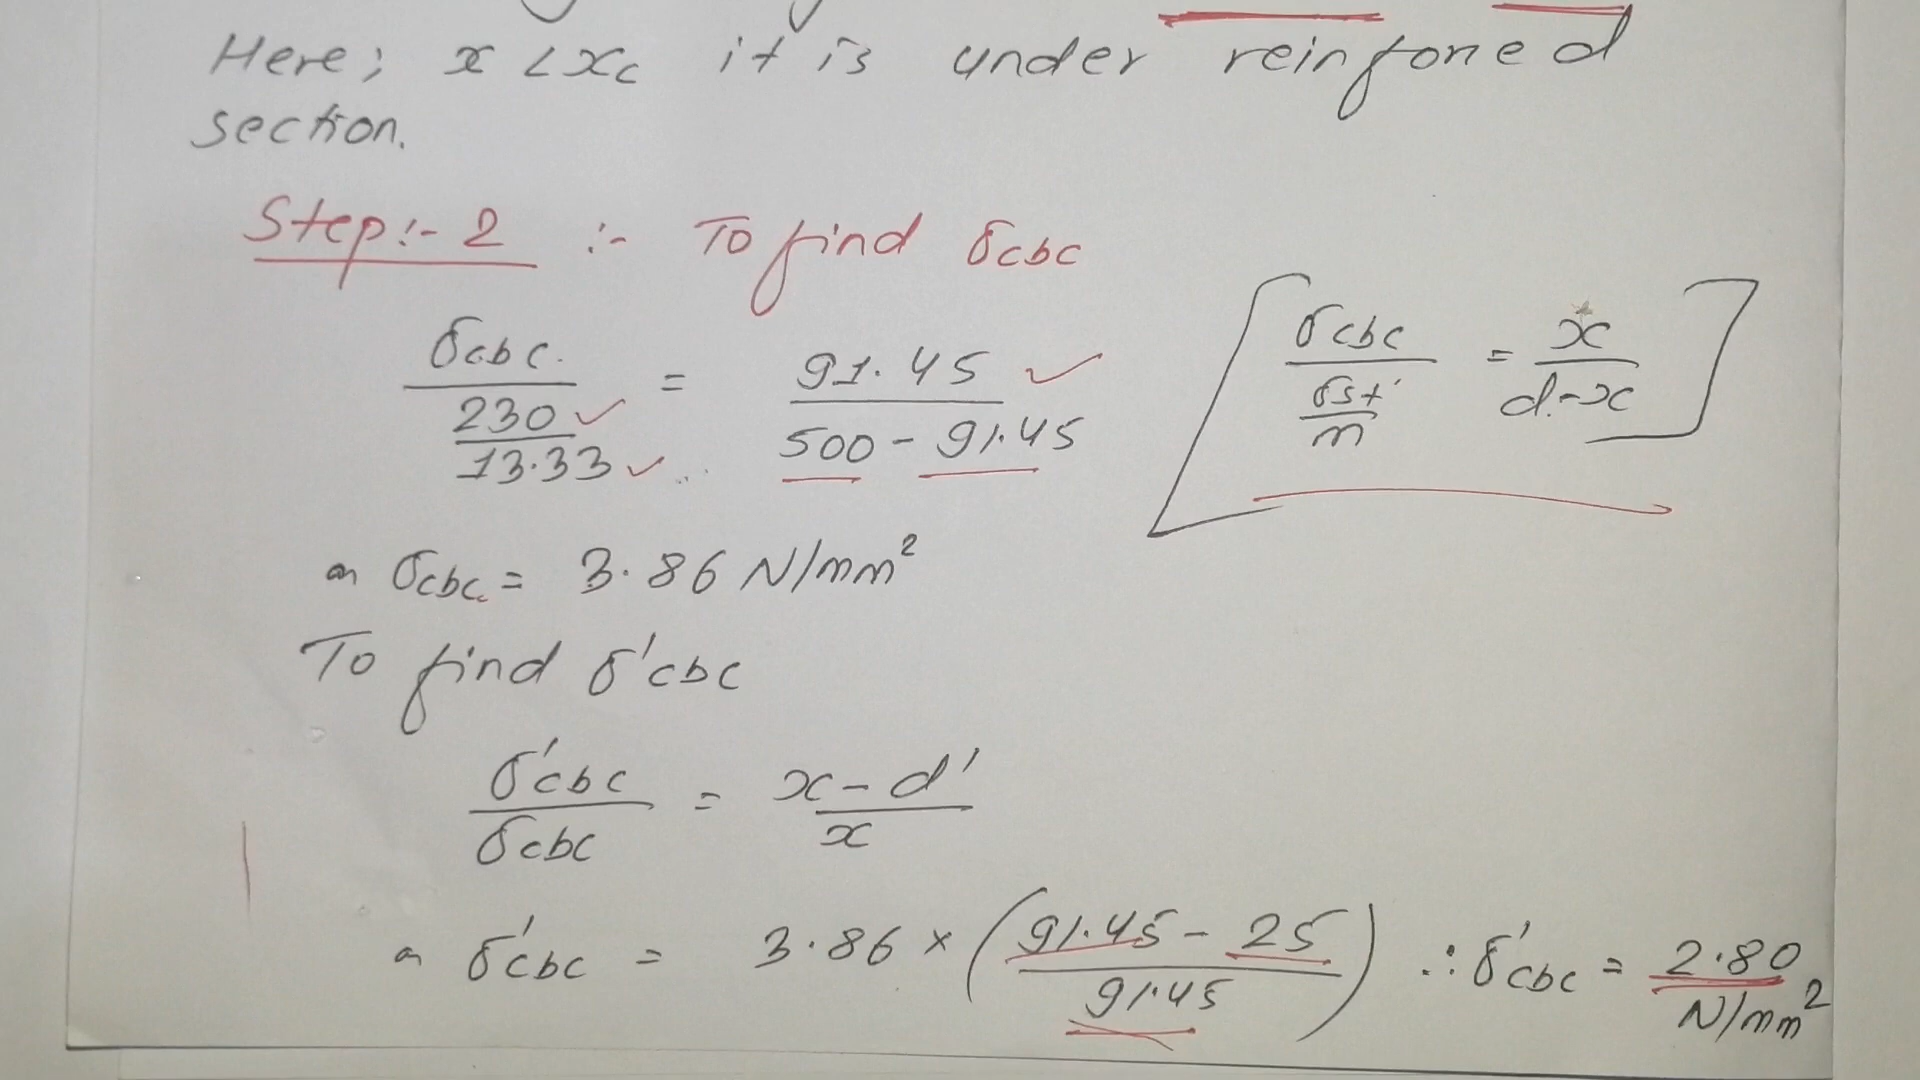 Here; x < xc it is under reinforced
section.
Step:- 2 :- To find σcbc
σcbc / (230 / 13.33) = 91.45 / (500 - 91.45)
[σcbc / (σst / m) = x / (d-x)]
or σcbc = 3.86 N/mm²
To find σ'cbc
σ'cbc / σcbc = (x - d') / x
or σ'cbc = 3.86 × ((91.45 - 25) / 91.45) ∴ σ'cbc = 2.80
N/mm²